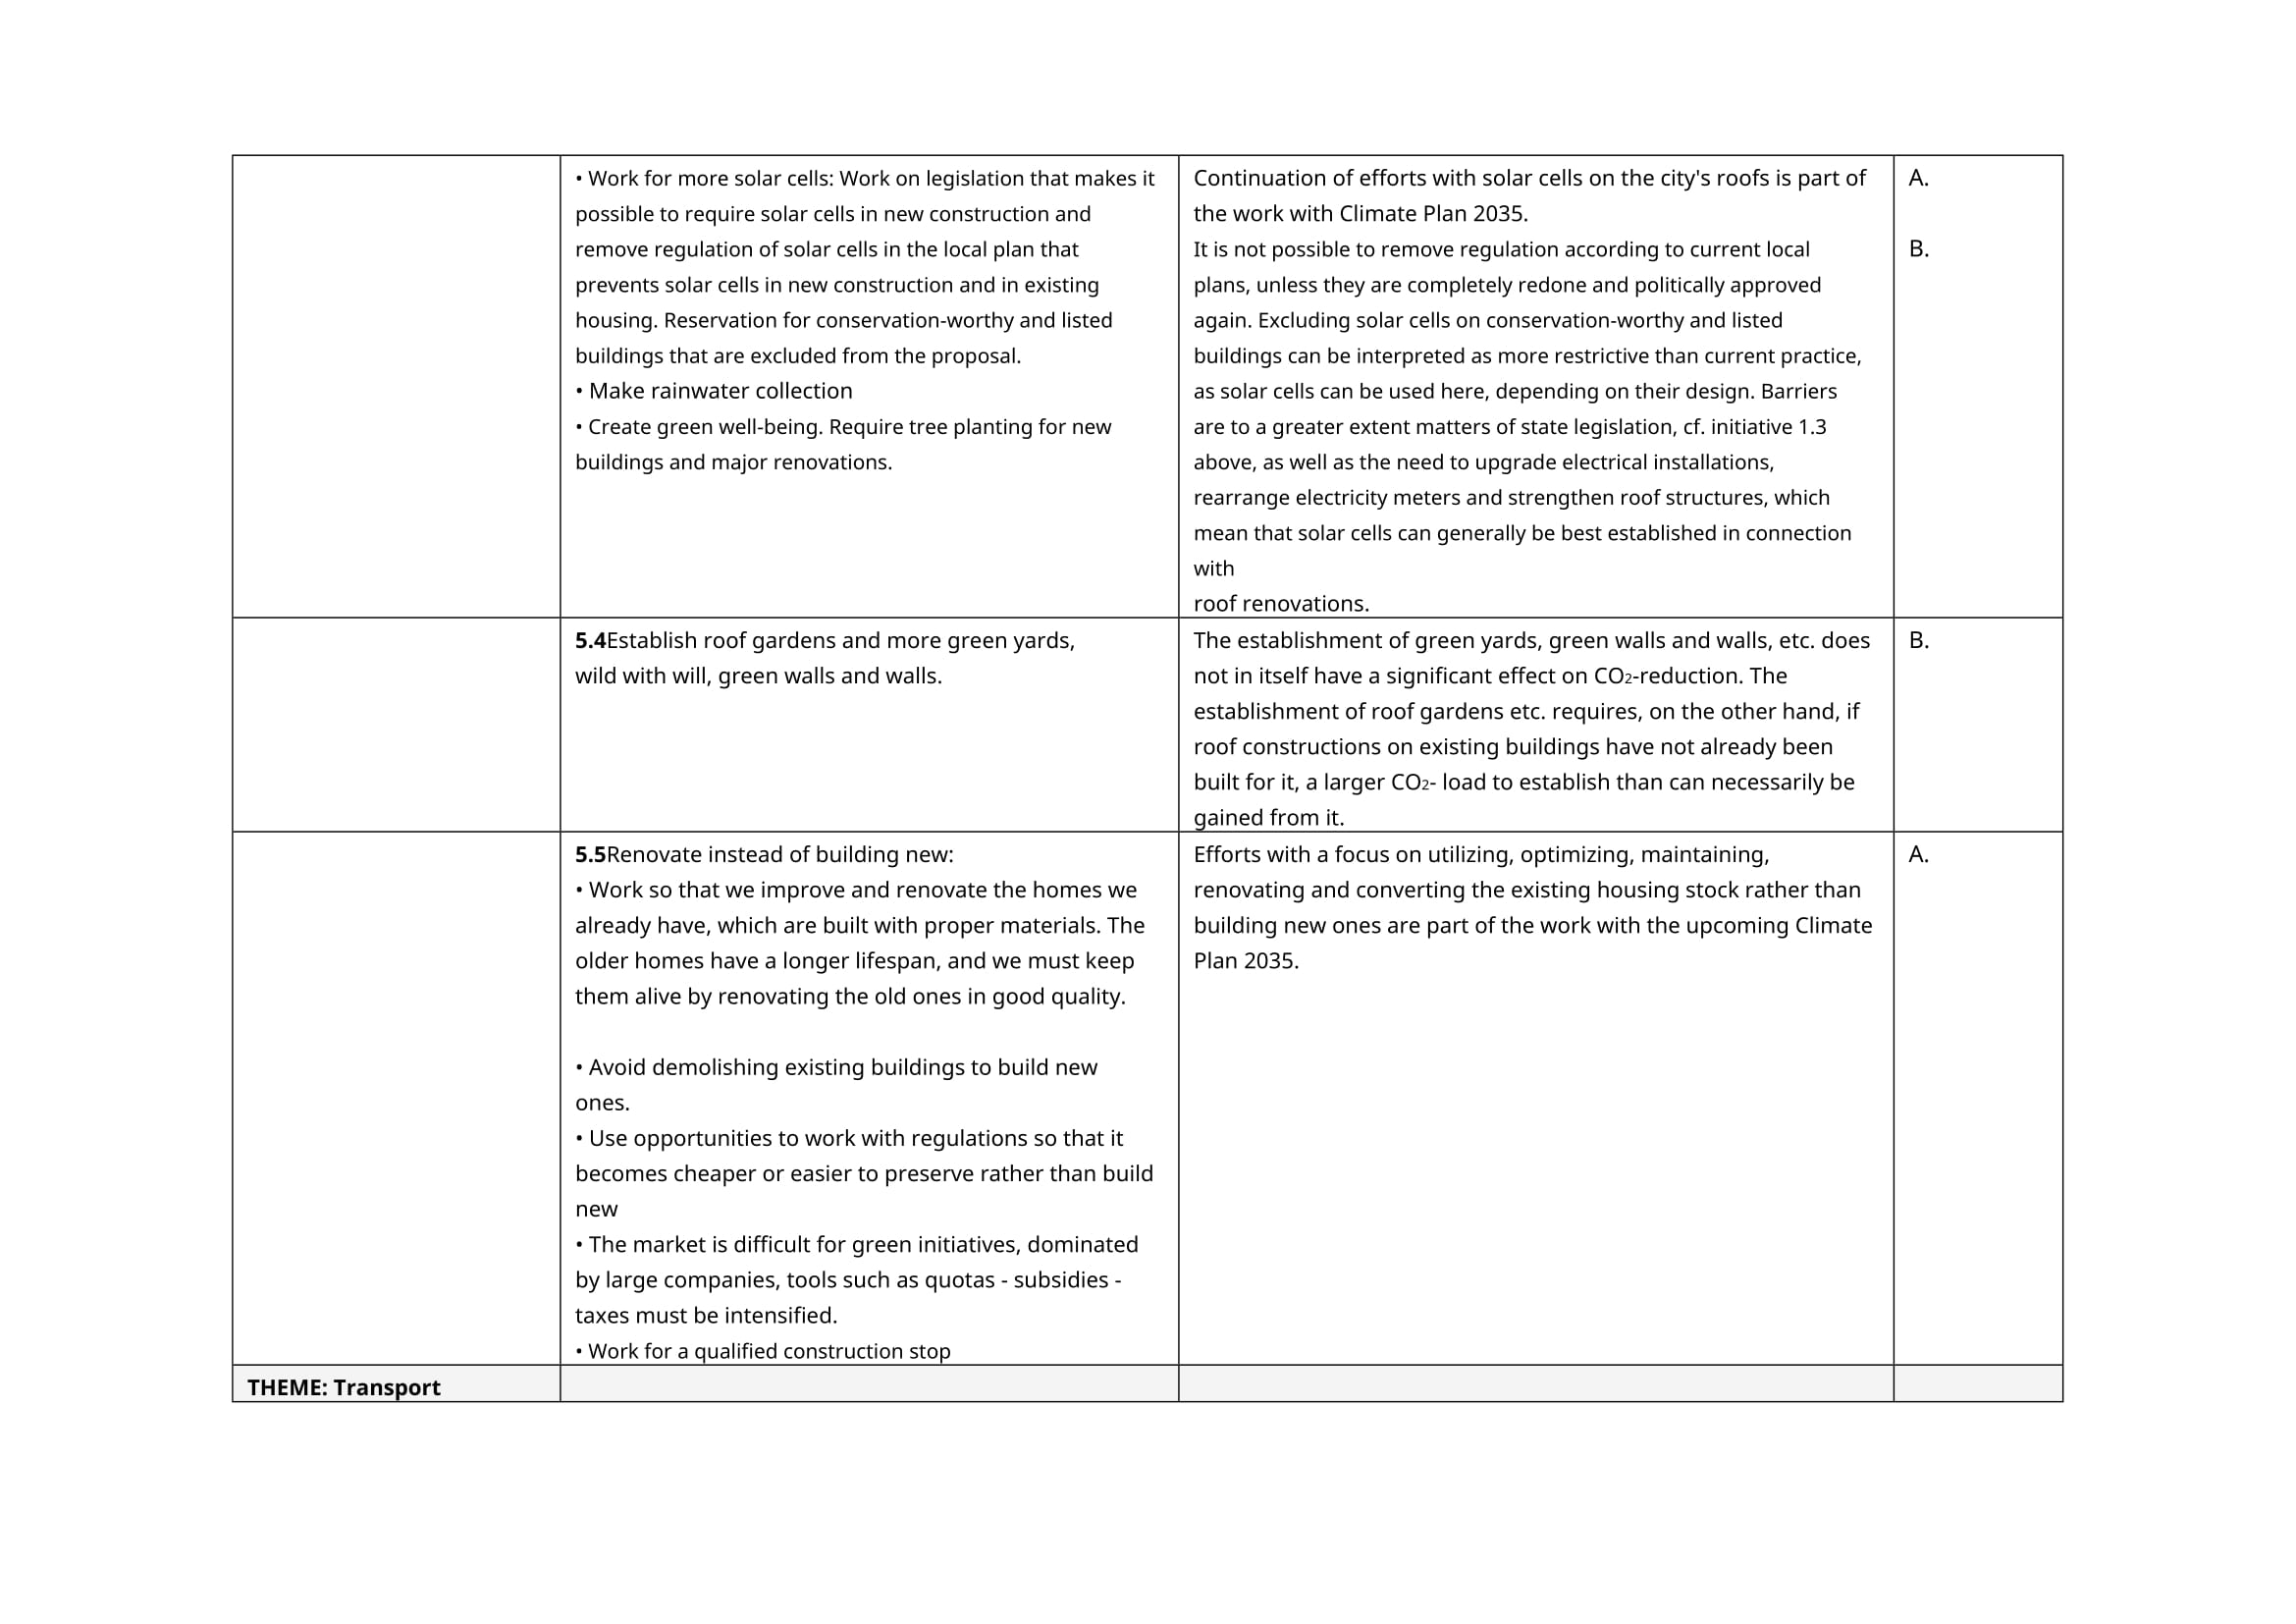 • Work for more solar cells: Work on legislation that makes it
possible to require solar cells in new construction and
remove regulation of solar cells in the local plan that
prevents solar cells in new construction and in existing
housing. Reservation for conservation-worthy and listed
buildings that are excluded from the proposal.
• Make rainwater collection
• Create green well-being. Require tree planting for new
buildings and major renovations.
Continuation of efforts with solar cells on the city's roofs is part of
the work with Climate Plan 2035.
It is not possible to remove regulation according to current local
plans, unless they are completely redone and politically approved
again. Excluding solar cells on conservation-worthy and listed
buildings can be interpreted as more restrictive than current practice,
as solar cells can be used here, depending on their design. Barriers
are to a greater extent matters of state legislation, cf. initiative 1.3
above, as well as the need to upgrade electrical installations,
rearrange electricity meters and strengthen roof structures, which
mean that solar cells can generally be best established in connection
with
roof renovations.
A.
B.
5.4Establish roof gardens and more green yards,
wild with will, green walls and walls.
The establishment of green yards, green walls and walls, etc. does
not in itself have a significant effect on CO2-reduction. The
establishment of roof gardens etc. requires, on the other hand, if
roof constructions on existing buildings have not already been
built for it, a larger CO2- load to establish than can necessarily be
gained from it.
B.
5.5Renovate instead of building new:
• Work so that we improve and renovate the homes we
already have, which are built with proper materials. The
older homes have a longer lifespan, and we must keep
them alive by renovating the old ones in good quality.
• Avoid demolishing existing buildings to build new
ones.
• Use opportunities to work with regulations so that it
becomes cheaper or easier to preserve rather than build
new
• The market is difficult for green initiatives, dominated
by large companies, tools such as quotas - subsidies -
taxes must be intensified.
• Work for a qualified construction stop
Efforts with a focus on utilizing, optimizing, maintaining,
renovating and converting the existing housing stock rather than
building new ones are part of the work with the upcoming Climate
Plan 2035.
A.
THEME: Transport